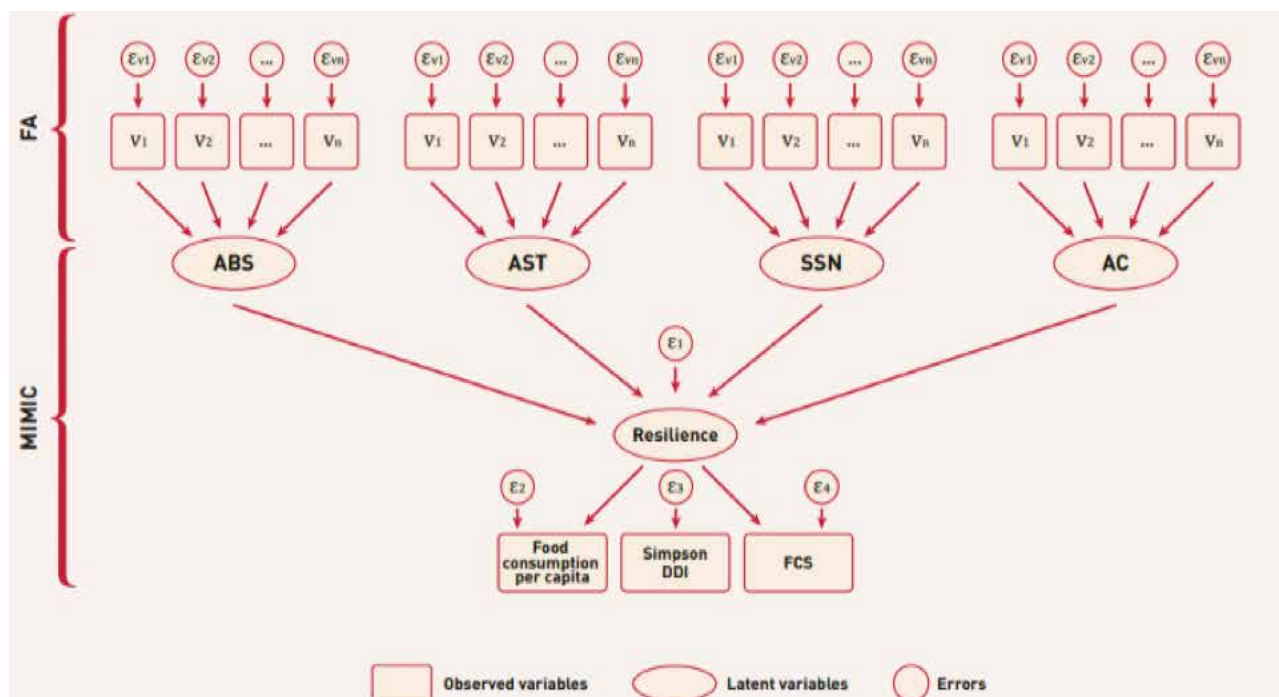 FA
εv1 εv2 ... εvn εv1 εv2 ... εvn εv1 εv2 ... εvn εv1 εv2 ... εvn
V1 V2 ... Vn V1 V2 ... Vn V1 V2 ... Vn V1 V2 ... Vn
MIMIC
ABS AST SSN AC
ε1
Resilience
ε2 ε3 ε4
Food
consumption
per capita
Simpson
DDI
FCS
Observed variables Latent variables Errors